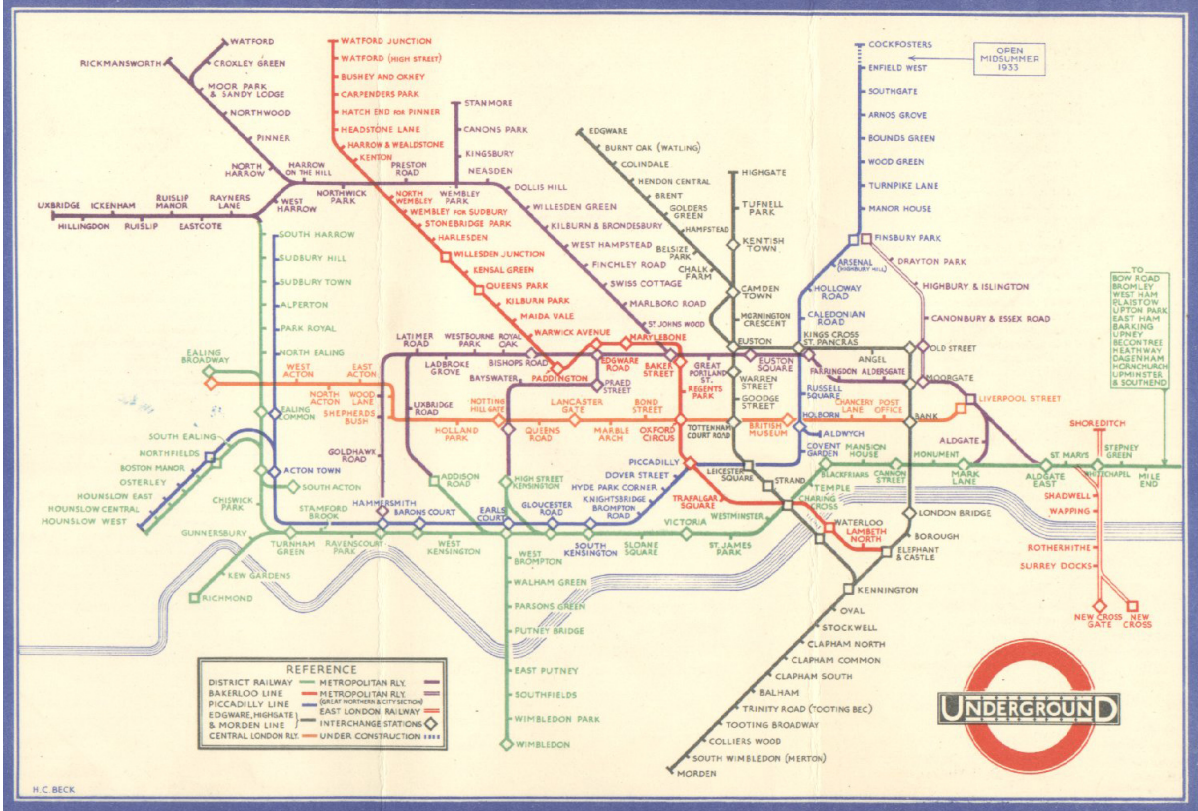 WATFORD
RICKMANSWORTH
CROXLEY GREEN
MOOR PARK
& SANDY LODGE
NORTHWOOD
PINNER
NORTH
HARROW
HARROW
ON THE HILL
NORTHWICK
PARK
PRESTON
ROAD
WEMBLEY
PARK
STANMORE
CANONS PARK
KINGSBURY
NEASDEN
DOLLIS HILL
WILLESDEN GREEN
KILBURN & BRONDESBURY
WEST HAMPSTEAD
FINCHLEY ROAD
SWISS COTTAGE
MARLBORO ROAD
ST. JOHNS WOOD
UXBRIDGE
HILLINGDON
ICKENHAM
RUISLIP
RUISLIP
MANOR
EASTCOTE
RAYNERS
LANE
WEST
HARROW
WATFORD JUNCTION
WATFORD (HIGH STREET)
BUSHEY AND OXHEY
CARPENDERS PARK
HATCH END FOR PINNER
HEADSTONE LANE
HARROW & WEALDSTONE
KENTON
NORTH
WEMBLEY
WEMBLEY FOR SUDBURY
STONEBRIDGE PARK
HARLESDEN
WILLESDEN JUNCTION
KENSAL GREEN
QUEENS PARK
KILBURN PARK
MAIDA VALE
WARWICK AVENUE
PADDINGTON
EDGWARE
ROAD
MARYLEBONE
BAKER
STREET
REGENTS
PARK
OXFORD
CIRCUS
EDGWARE
BURNT OAK (WATLING)
COLINDALE
HENDON CENTRAL
BRENT
GOLDERS
GREEN
HAMPSTEAD
BELSIZE
PARK
CHALK
FARM
HIGHGATE
TUFNELL
PARK
KENTISH
TOWN
CAMDEN
TOWN
MORNINGTON
CRESCENT
EUSTON
WARREN
STREET
GOODGE
STREET
TOTTENHAM
COURT ROAD
LEICESTER
SQUARE
STRAND
CHARING
CROSS
COCKFOSTERS
OPEN
MIDSUMMER
1933
ENFIELD WEST
SOUTHGATE
ARNOS GROVE
BOUNDS GREEN
WOOD GREEN
TURNPIKE LANE
MANOR HOUSE
FINSBURY PARK
ARSENAL
(HIGHBURY HILL)
HOLLOWAY
ROAD
CALEDONIAN
ROAD
KINGS CROSS
ST. PANCRAS
RUSSELL
SQUARE
HOLBORN
ALDWYCH
COVENT
GARDEN
DRAYTON PARK
HIGHBURY & ISLINGTON
CANONBURY & ESSEX ROAD
OLD STREET
MOORGATE
ANGEL
BANK
LONDON BRIDGE
BOROUGH
ELEPHANT
& CASTLE
KENNINGTON
OVAL
STOCKWELL
CLAPHAM NORTH
CLAPHAM COMMON
CLAPHAM SOUTH
BALHAM
TRINITY ROAD (TOOTING BEC)
TOOTING BROADWAY
COLLIERS WOOD
SOUTH WIMBLEDON (MERTON)
MORDEN
SOUTH HARROW
SUDBURY HILL
SUDBURY TOWN
ALPERTON
PARK ROYAL
NORTH EALING
EALING
BROADWAY
EALING
COMMON
WEST
ACTON
NORTH
ACTON
EAST
ACTON
WOOD
LANE
SHEPHERDS
BUSH
HOLLAND
PARK
NOTTING
HILL GATE
QUEENS
ROAD
LANCASTER
GATE
MARBLE
ARCH
BOND
STREET
BRITISH
MUSEUM
CHANCERY
LANE
POST
OFFICE
LIVERPOOL STREET
LATIMER
ROAD
LADBROKE
GROVE
WESTBOURNE
PARK
ROYAL
OAK
BISHOPS ROAD
BAYSWATER
PRAED
STREET
GREAT
PORTLAND
ST.
EUSTON
SQUARE
FARRINGDON
ALDERSGATE
ALDGATE
UXBRIDGE
ROAD
GOLDHAWK
ROAD
HAMMERSMITH
ADDISON
ROAD
HIGH STREET
KENSINGTON
SOUTH EALING
NORTHFIELDS
BOSTON MANOR
OSTERLEY
HOUNSLOW EAST
HOUNSLOW CENTRAL
HOUNSLOW WEST
ACTON TOWN
SOUTH ACTON
CHISWICK
PARK
GUNNERSBURY
KEW GARDENS
RICHMOND
TURNHAM
GREEN
STAMFORD
BROOK
RAVENSCOURT
PARK
BARONS COURT
WEST
KENSINGTON
EARLS
COURT
GLOUCESTER
ROAD
SOUTH
KENSINGTON
BROMPTON
ROAD
KNIGHTSBRIDGE
HYDE PARK CORNER
DOVER STREET
PICCADILLY
TRAFALGAR
SQUARE
SLOANE
SQUARE
VICTORIA
ST. JAMES
PARK
WESTMINSTER
TEMPLE
BLACKFRIARS
MANSION
HOUSE
CANNON
STREET
MONUMENT
MARK
LANE
ALDGATE
EAST
ST. MARYS
WHITECHAPEL
STEPNEY
GREEN
MILE
END
WATERLOO
LAMBETH
NORTH
TO
BOW ROAD
BROMLEY
WEST HAM
PLAISTOW
UPTON PARK
EAST HAM
BARKING
UPNEY
BECONTREE
HEATHWAY
DAGENHAM
HORNCHURCH
UPMINSTER
& SOUTHEND
SHOREDITCH
SHADWELL
WAPPING
ROTHERHITHE
SURREY DOCKS
NEW CROSS
GATE
NEW
CROSS
WEST
BROMPTON
WALHAM GREEN
PARSONS GREEN
PUTNEY BRIDGE
EAST PUTNEY
SOUTHFIELDS
WIMBLEDON PARK
WIMBLEDON
REFERENCE
DISTRICT RAILWAY
BAKERLOO LINE
PICCADILLY LINE
EDGWARE, HIGHGATE
& MORDEN LINE
CENTRAL LONDON RLY.
METROPOLITAN RLY.
METROPOLITAN RLY.
(GREAT NORTHERN & CITY SECTION)
EAST LONDON RAILWAY
INTERCHANGE STATIONS
UNDER CONSTRUCTION
UNDERGROUND
H.C. BECK